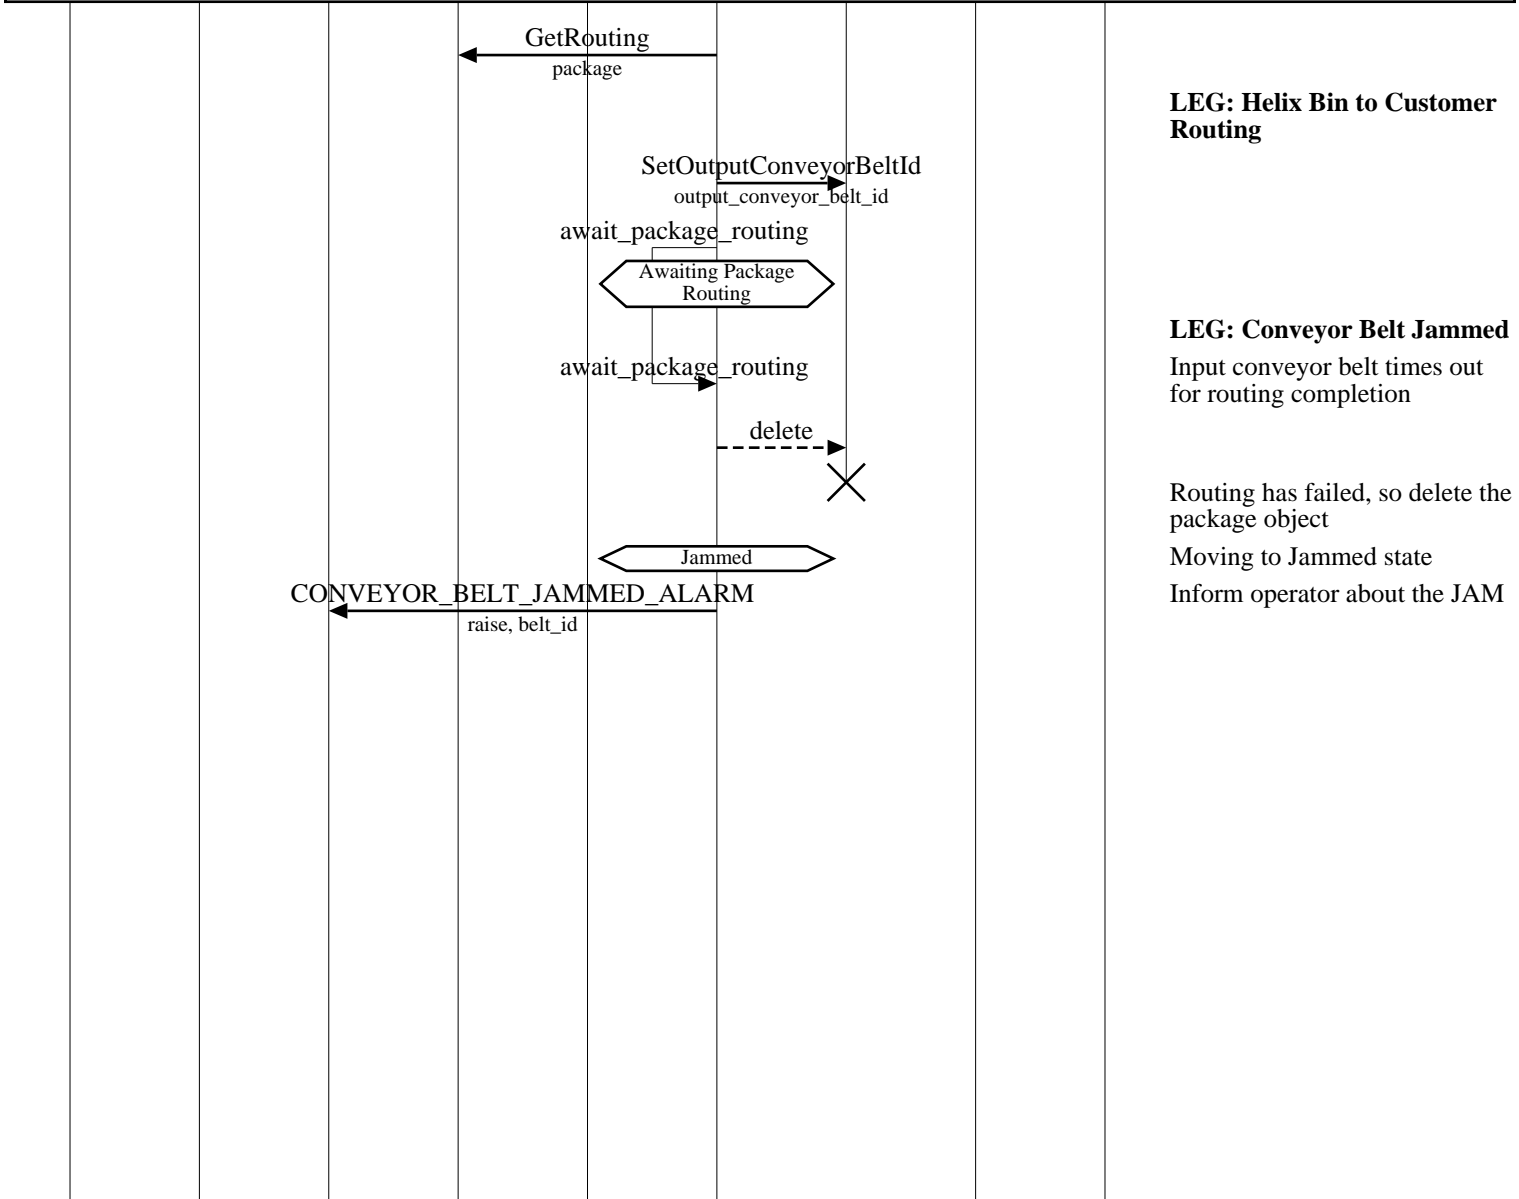 GetRouting
package
LEG: Helix Bin to Customer
Routing
SetOutputConveyorBeltId
output_conveyor_belt_id
await_package_routing
Awaiting Package
Routing
LEG: Conveyor Belt Jammed
await_package_routing
Input conveyor belt times out
for routing completion
delete
Routing has failed, so delete the
package object
Jammed
Moving to Jammed state
CONVEYOR_BELT_JAMMED_ALARM
Inform operator about the JAM
raise, belt_id